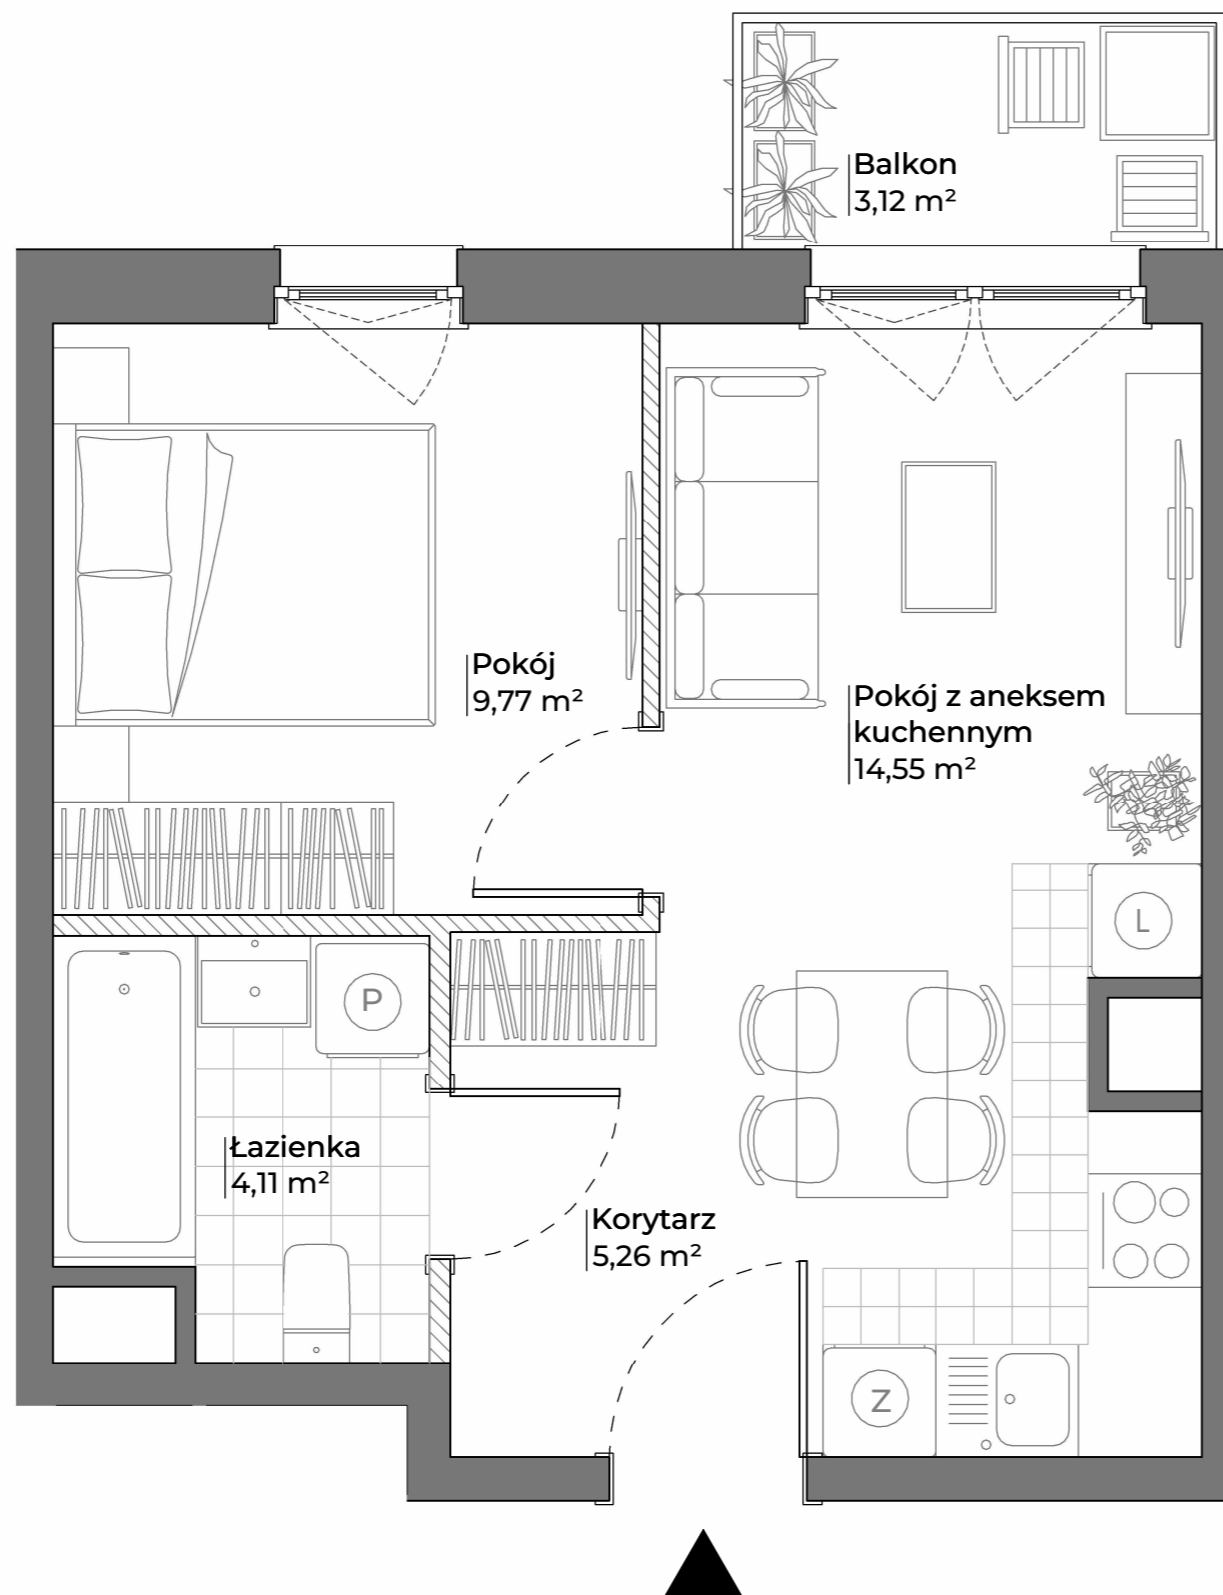 Balkon
3,12 m²
Pokój
9,77 m²
Pokój z aneksem
kuchennym
14,55 m²
L
P
Łazienka
4,11 m²
Korytarz
5,26 m²
Z